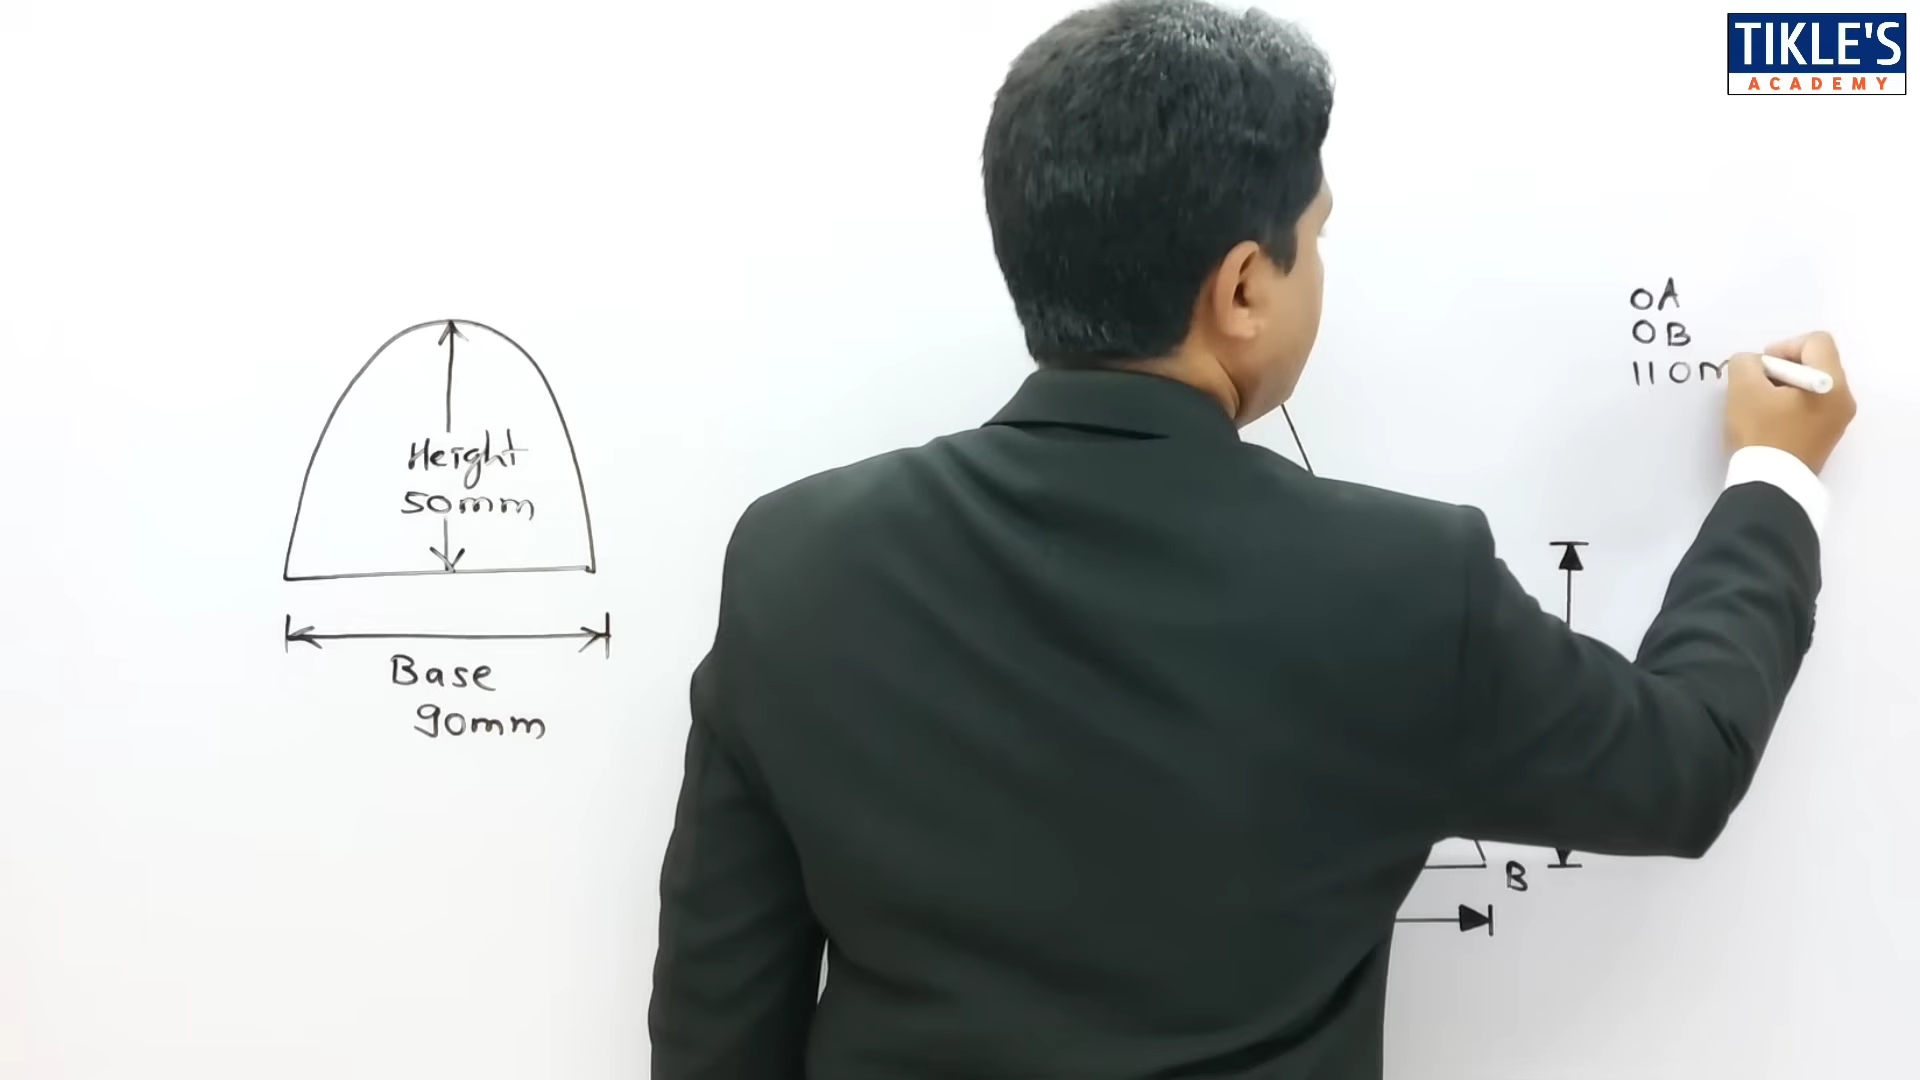 TIKLE'S
ACADEMY
Height
50mm
Base
90mm
OA
OB
110m
B